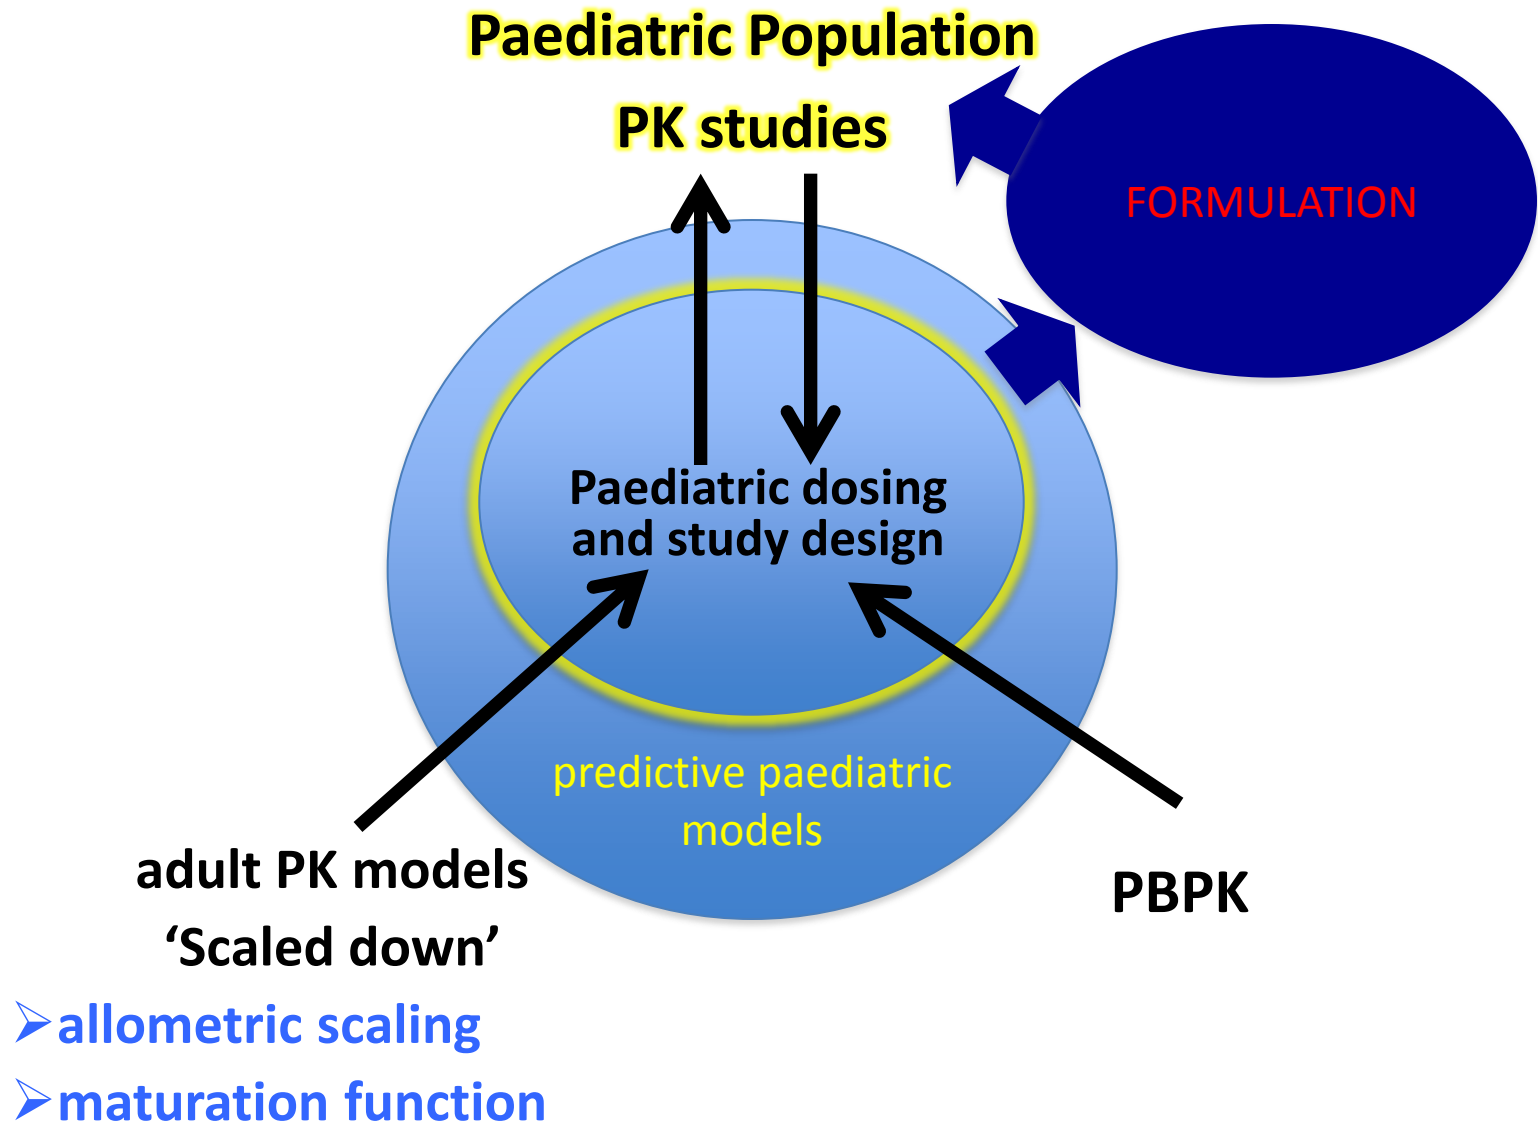 Paediatric Population
PK studies
FORMULATION
Paediatric dosing
and study design
predictive paediatric
models
adult PK models
‘Scaled down’
➢allometric scaling
➢maturation function
PBPK